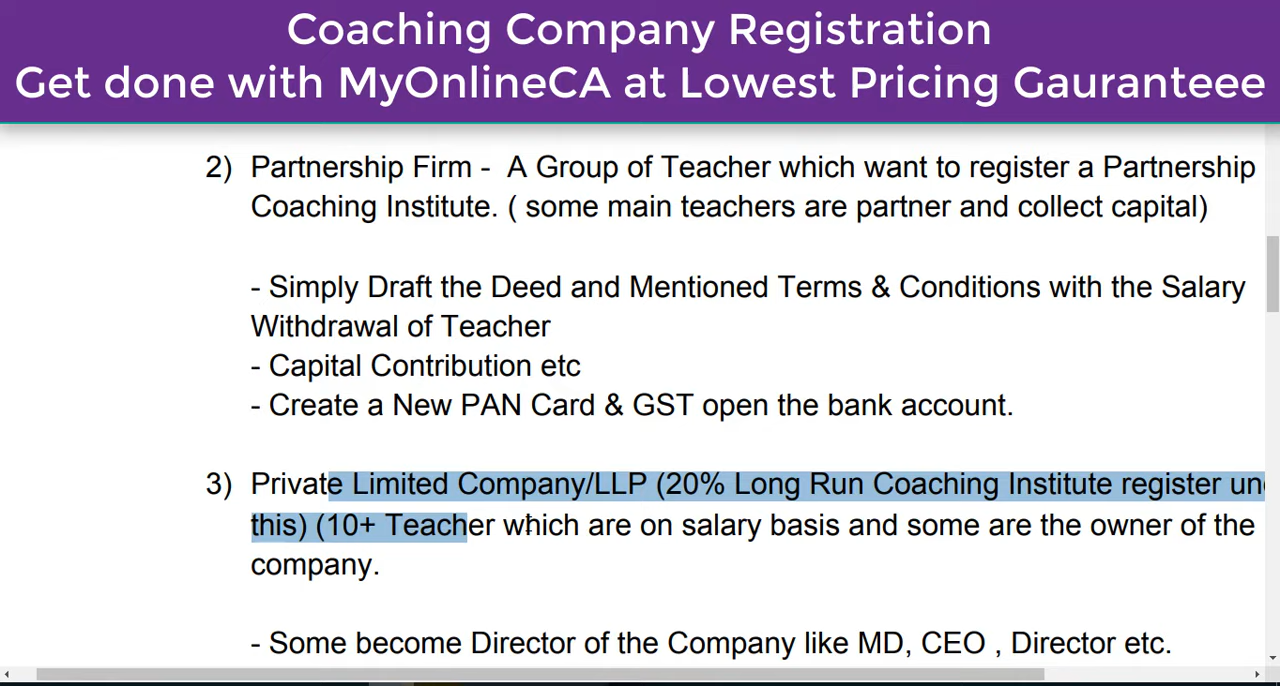 Coaching Company Registration
Get done with MyOnlineCA at Lowest Pricing Gauranteee
2) Partnership Firm - A Group of Teacher which want to register a Partnership
Coaching Institute. ( some main teachers are partner and collect capital)
- Simply Draft the Deed and Mentioned Terms & Conditions with the Salary
Withdrawal of Teacher
- Capital Contribution etc
- Create a New PAN Card & GST open the bank account.
3) Private Limited Company/LLP (20% Long Run Coaching Institute register
this) (10+ Teacher which are on salary basis and some are the owner of the
company.
- Some become Director of the Company like MD, CEO , Director etc.